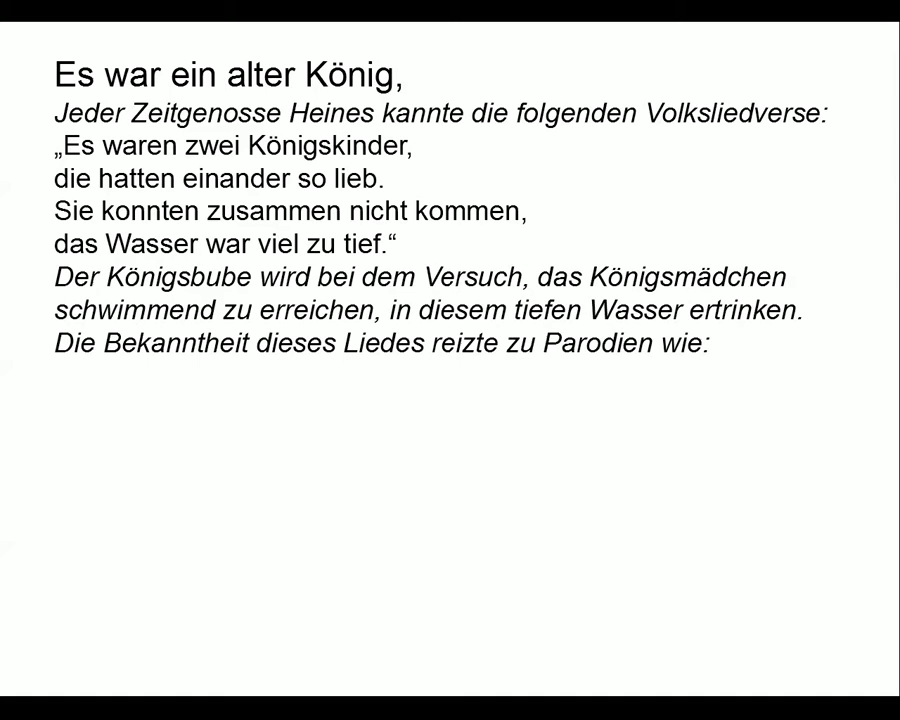 Es war ein alter König,
Jeder Zeitgenosse Heines kannte die folgenden Volksliedverse:
„Es waren zwei Königskinder,
die hatten einander so lieb.
Sie konnten zusammen nicht kommen,
das Wasser war viel zu tief.“
Der Königsbube wird bei dem Versuch, das Königsmädchen
schwimmend zu erreichen, in diesem tiefen Wasser ertrinken.
Die Bekanntheit dieses Liedes reizte zu Parodien wie: